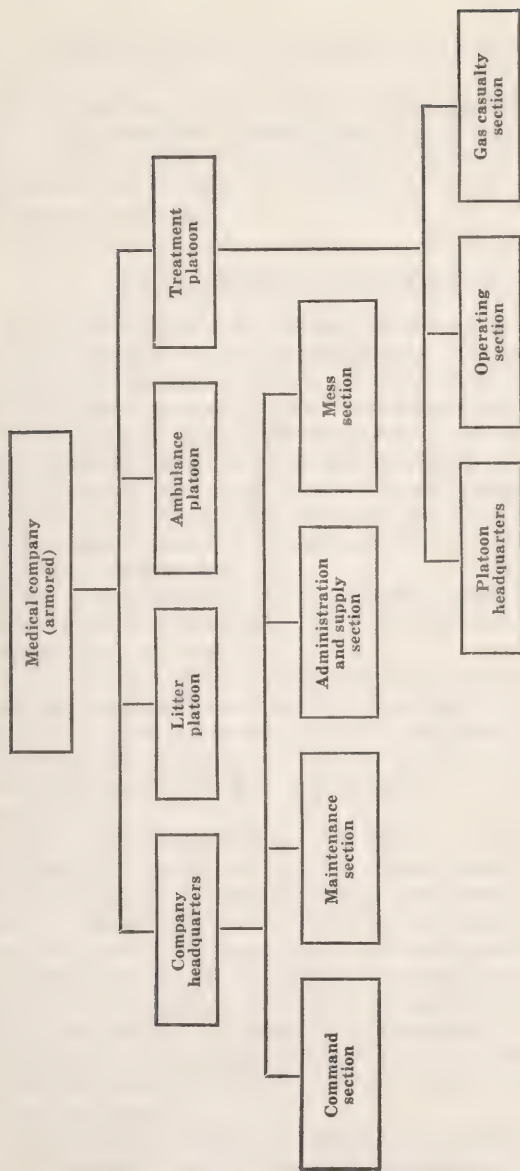 Medical company
(armored)
Company
headquarters
Litter
platoon
Ambulance
platoon
Treatment
platoon
Command
section
Maintenance
section
Administration
and supply
section
Mess
section
Platoon
headquarters
Operating
section
Gas casualty
section